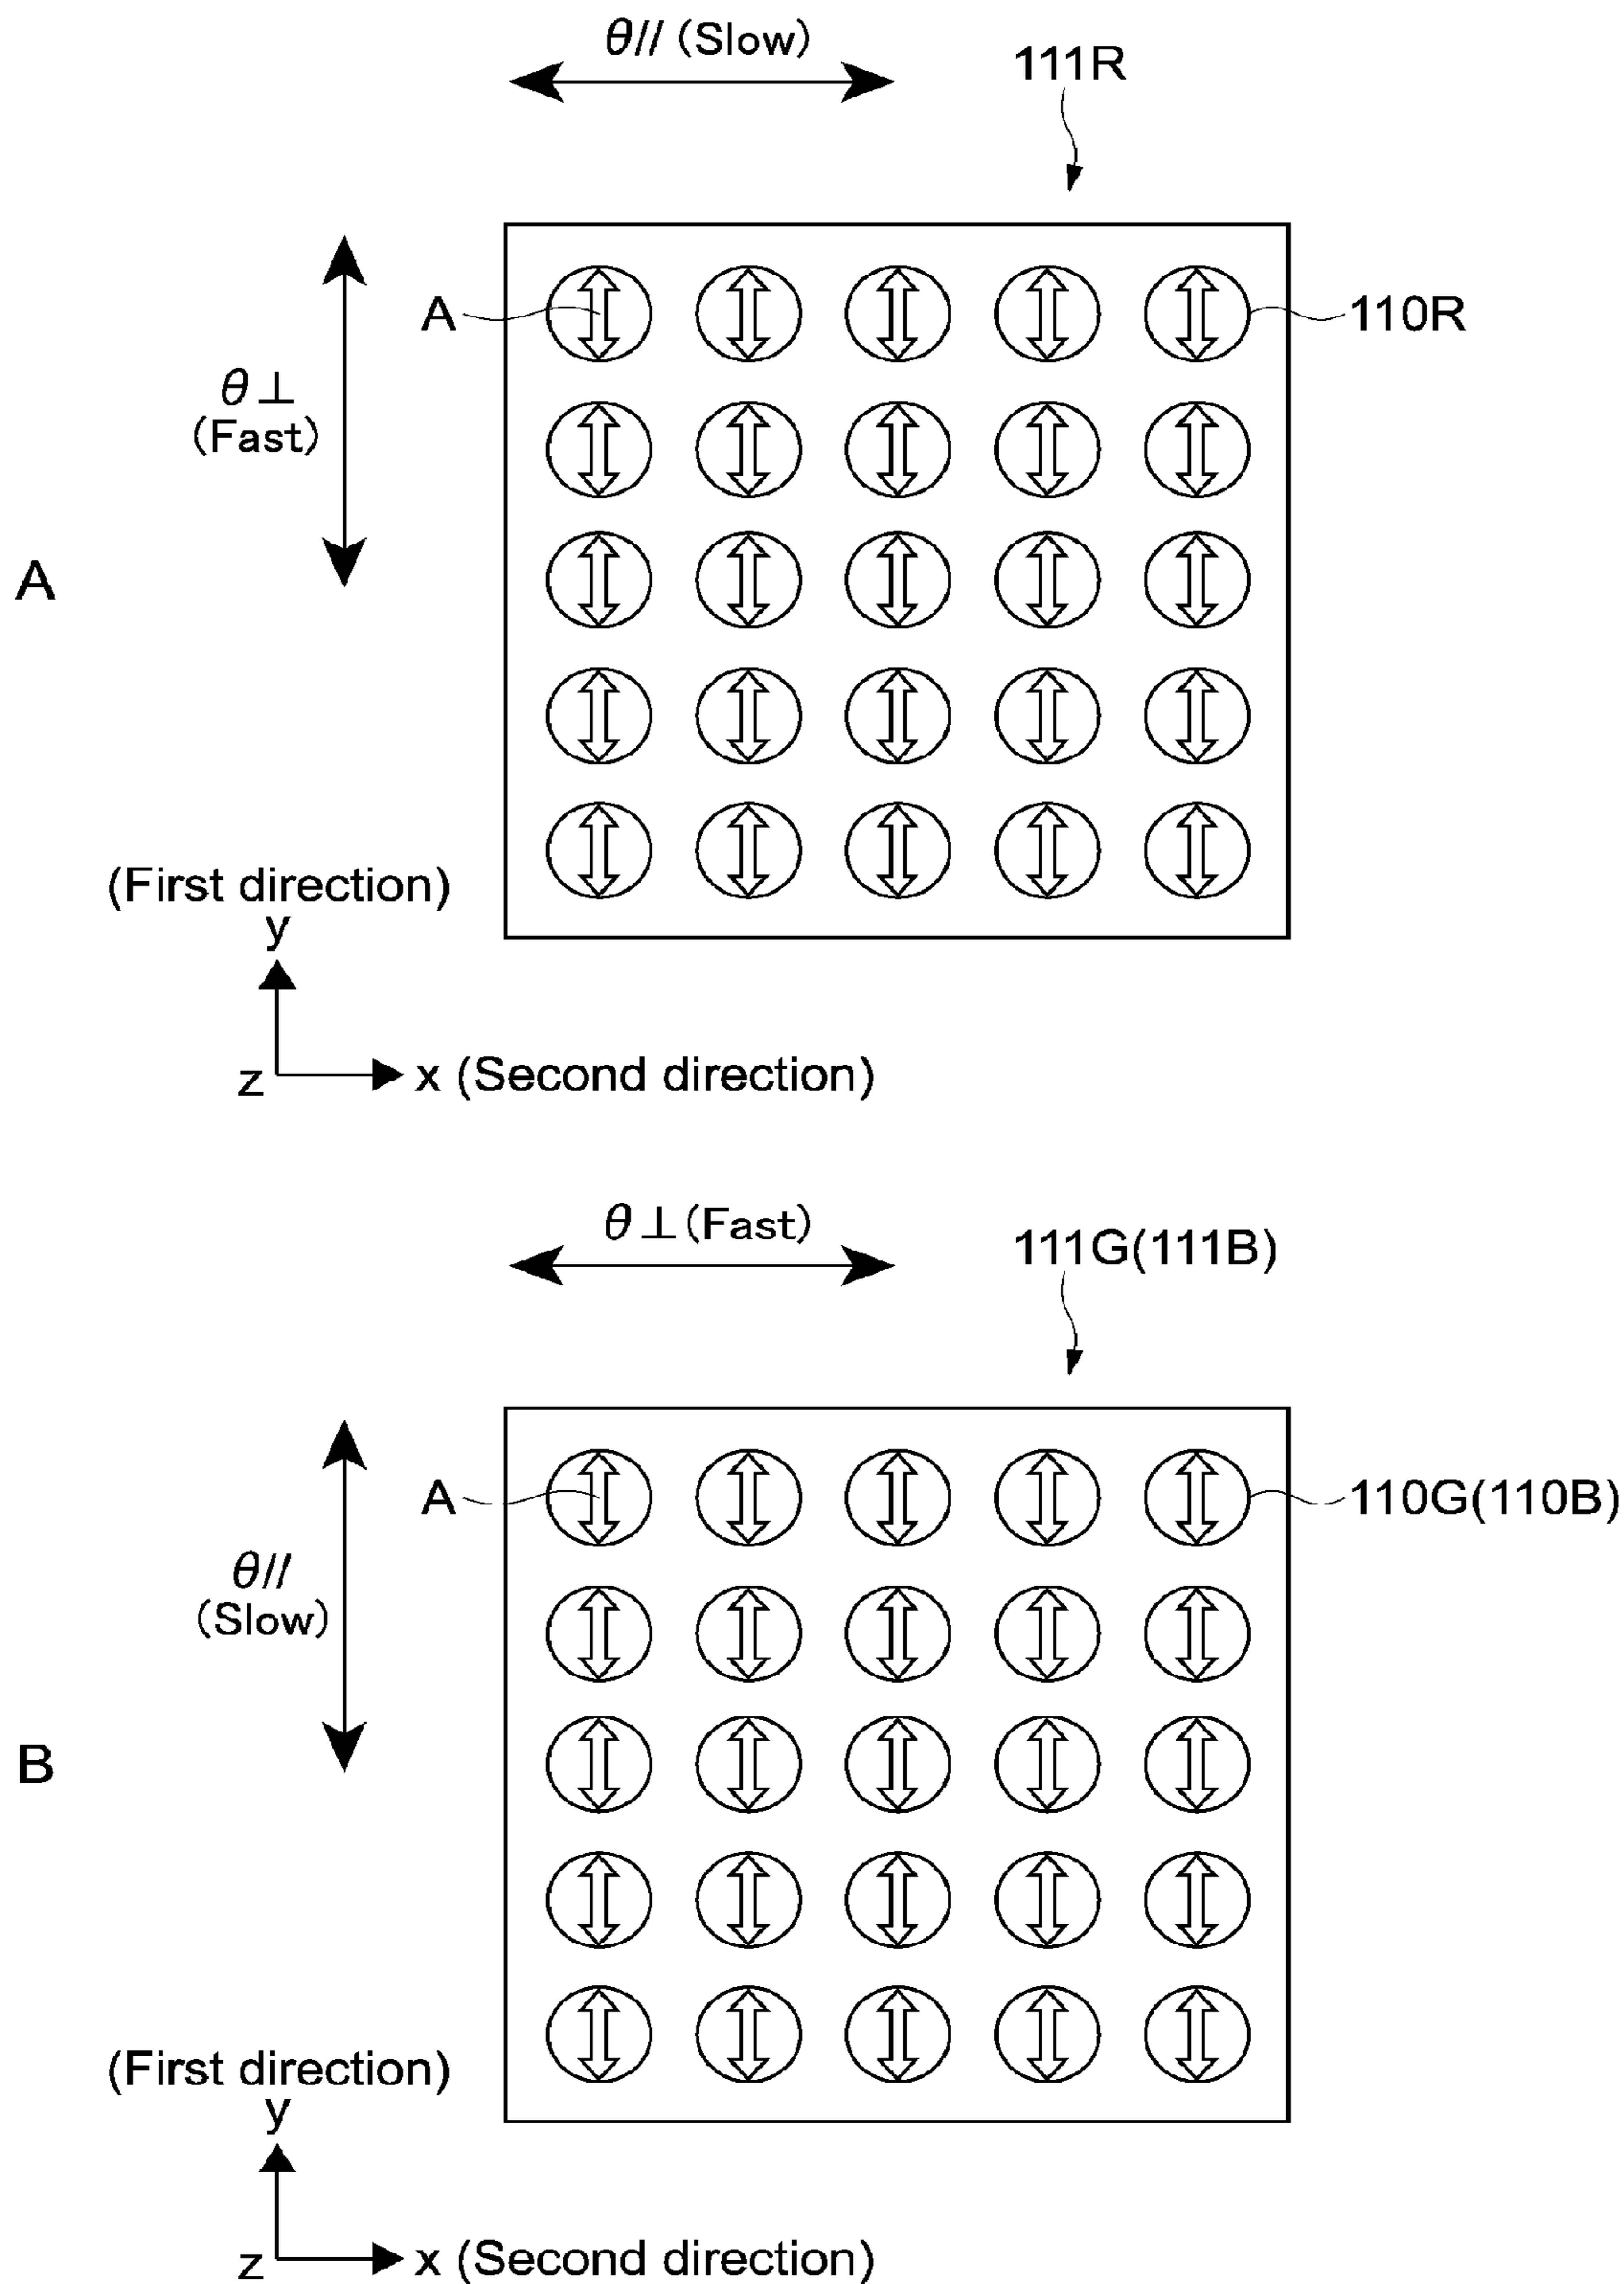 θ// (Slow)
111R
A
110R
θ⊥
(Fast)
A
(First direction)
y
z
x (Second direction)
θ⊥(Fast)
111G(111B)
A
110G(110B)
θ//
(Slow)
B
(First direction)
y
z
x (Second direction)